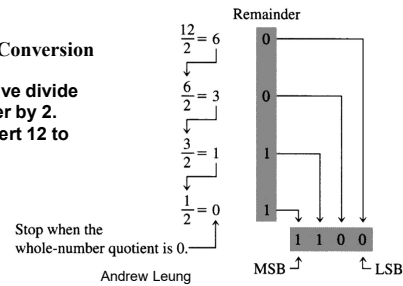 Remainder
Conversion
ive divide
er by 2.
ert 12 to
12/2 = 6 0
6/2 = 3 0
3/2 = 1 1
1/2 = 0 1
Stop when the
whole-number quotient is 0.
1 1 0 0
MSB LSB
Andrew Leung